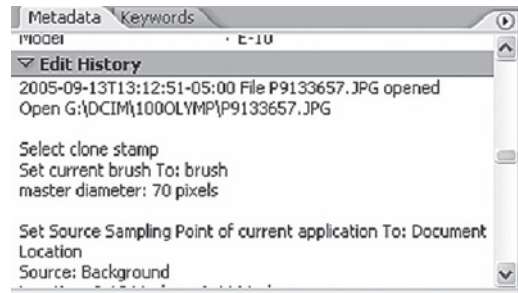 Metadata Keywords
Model : E-10
Edit History
2005-09-13T13:12:51-05:00 File P9133657.JPG opened
Open G:\DCIM\100OLYMP\P9133657.JPG
Select clone stamp
Set current brush To: brush
master diameter: 70 pixels
Set Source Sampling Point of current application To: Document
Location
Source: Background